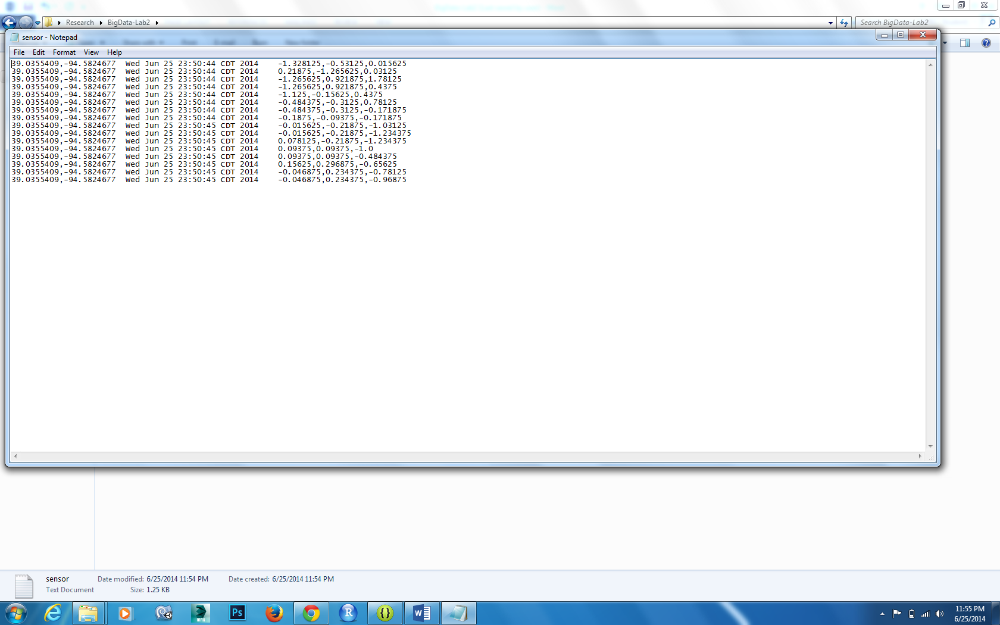 Research BigData-Lab2 Search BigData-Lab2
sensor - Notepad
File Edit Format View Help
39.0355409,-94.5824677 Wed Jun 25 23:50:44 CDT 2014 -1.328125,-0.53125,0.015625
39.0355409,-94.5824677 Wed Jun 25 23:50:44 CDT 2014 0.21875,-1.265625,0.03125
39.0355409,-94.5824677 Wed Jun 25 23:50:44 CDT 2014 -1.265625,0.921875,1.78125
39.0355409,-94.5824677 Wed Jun 25 23:50:44 CDT 2014 -1.265625,0.921875,0.4375
39.0355409,-94.5824677 Wed Jun 25 23:50:44 CDT 2014 -1.125,-0.15625,0.4375
39.0355409,-94.5824677 Wed Jun 25 23:50:44 CDT 2014 -0.484375,-0.3125,0.78125
39.0355409,-94.5824677 Wed Jun 25 23:50:44 CDT 2014 -0.484375,-0.3125,-0.171875
39.0355409,-94.5824677 Wed Jun 25 23:50:44 CDT 2014 -0.1875,-0.09375,-0.171875
39.0355409,-94.5824677 Wed Jun 25 23:50:45 CDT 2014 -0.015625,-0.21875,-1.03125
39.0355409,-94.5824677 Wed Jun 25 23:50:45 CDT 2014 -0.015625,-0.21875,-1.234375
39.0355409,-94.5824677 Wed Jun 25 23:50:45 CDT 2014 0.078125,-0.21875,-1.234375
39.0355409,-94.5824677 Wed Jun 25 23:50:45 CDT 2014 0.09375,0.09375,-1.0
39.0355409,-94.5824677 Wed Jun 25 23:50:45 CDT 2014 0.09375,0.09375,-0.484375
39.0355409,-94.5824677 Wed Jun 25 23:50:45 CDT 2014 0.15625,0.296875,-0.65625
39.0355409,-94.5824677 Wed Jun 25 23:50:45 CDT 2014 -0.046875,0.234375,-0.78125
39.0355409,-94.5824677 Wed Jun 25 23:50:45 CDT 2014 -0.046875,0.234375,-0.96875
sensor Date modified: 6/25/2014 11:54 PM Date created: 6/25/2014 11:54 PM
Text Document Size: 1.25 KB
MAX Ps R {} W
11:55 PM
6/25/2014